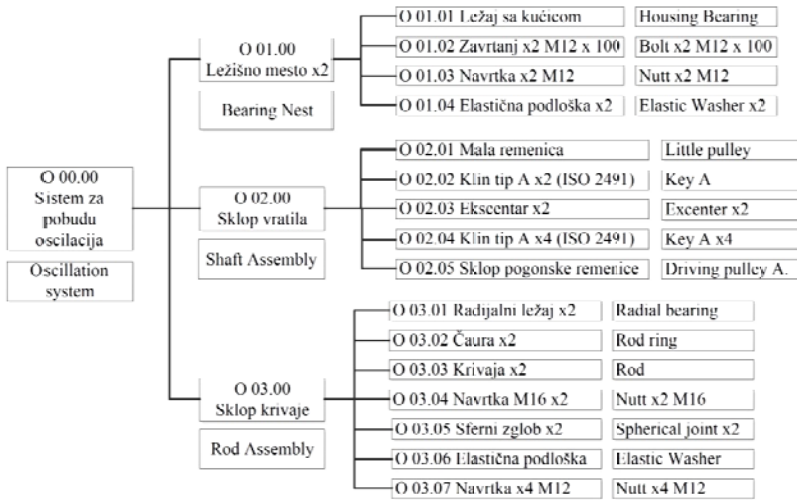 O 00.00
Sistem za
pobudu
oscilacija
Oscillation
system
O 01.00
Ležišno mesto x2
Bearing Nest
O 01.01 Ležaj sa kućicom
Housing Bearing
O 01.02 Zavrtanj x2 M12 x 100
Bolt x2 M12 x 100
O 01.03 Navrtka x2 M12
Nutt x2 M12
O 01.04 Elastična podloška x2
Elastic Washer x2
O 02.00
Sklop vratila
Shaft Assembly
O 02.01 Mala remenica
Little pulley
O 02.02 Klin tip A x2 (ISO 2491)
Key A
O 02.03 Ekscentar x2
Excenter x2
O 02.04 Klin tip A x4 (ISO 2491)
Key A x4
O 02.05 Sklop pogonske remenice
Driving pulley A.
O 03.00
Sklop krivaje
Rod Assembly
O 03.01 Radijalni ležaj x2
Radial bearing
O 03.02 Čaura x2
Rod ring
O 03.03 Krivaja x2
Rod
O 03.04 Navrtka M16 x2
Nutt x2 M16
O 03.05 Sferni zglob x2
Spherical joint x2
O 03.06 Elastična podloška
Elastic Washer
O 03.07 Navrtka x4 M12
Nutt x4 M12